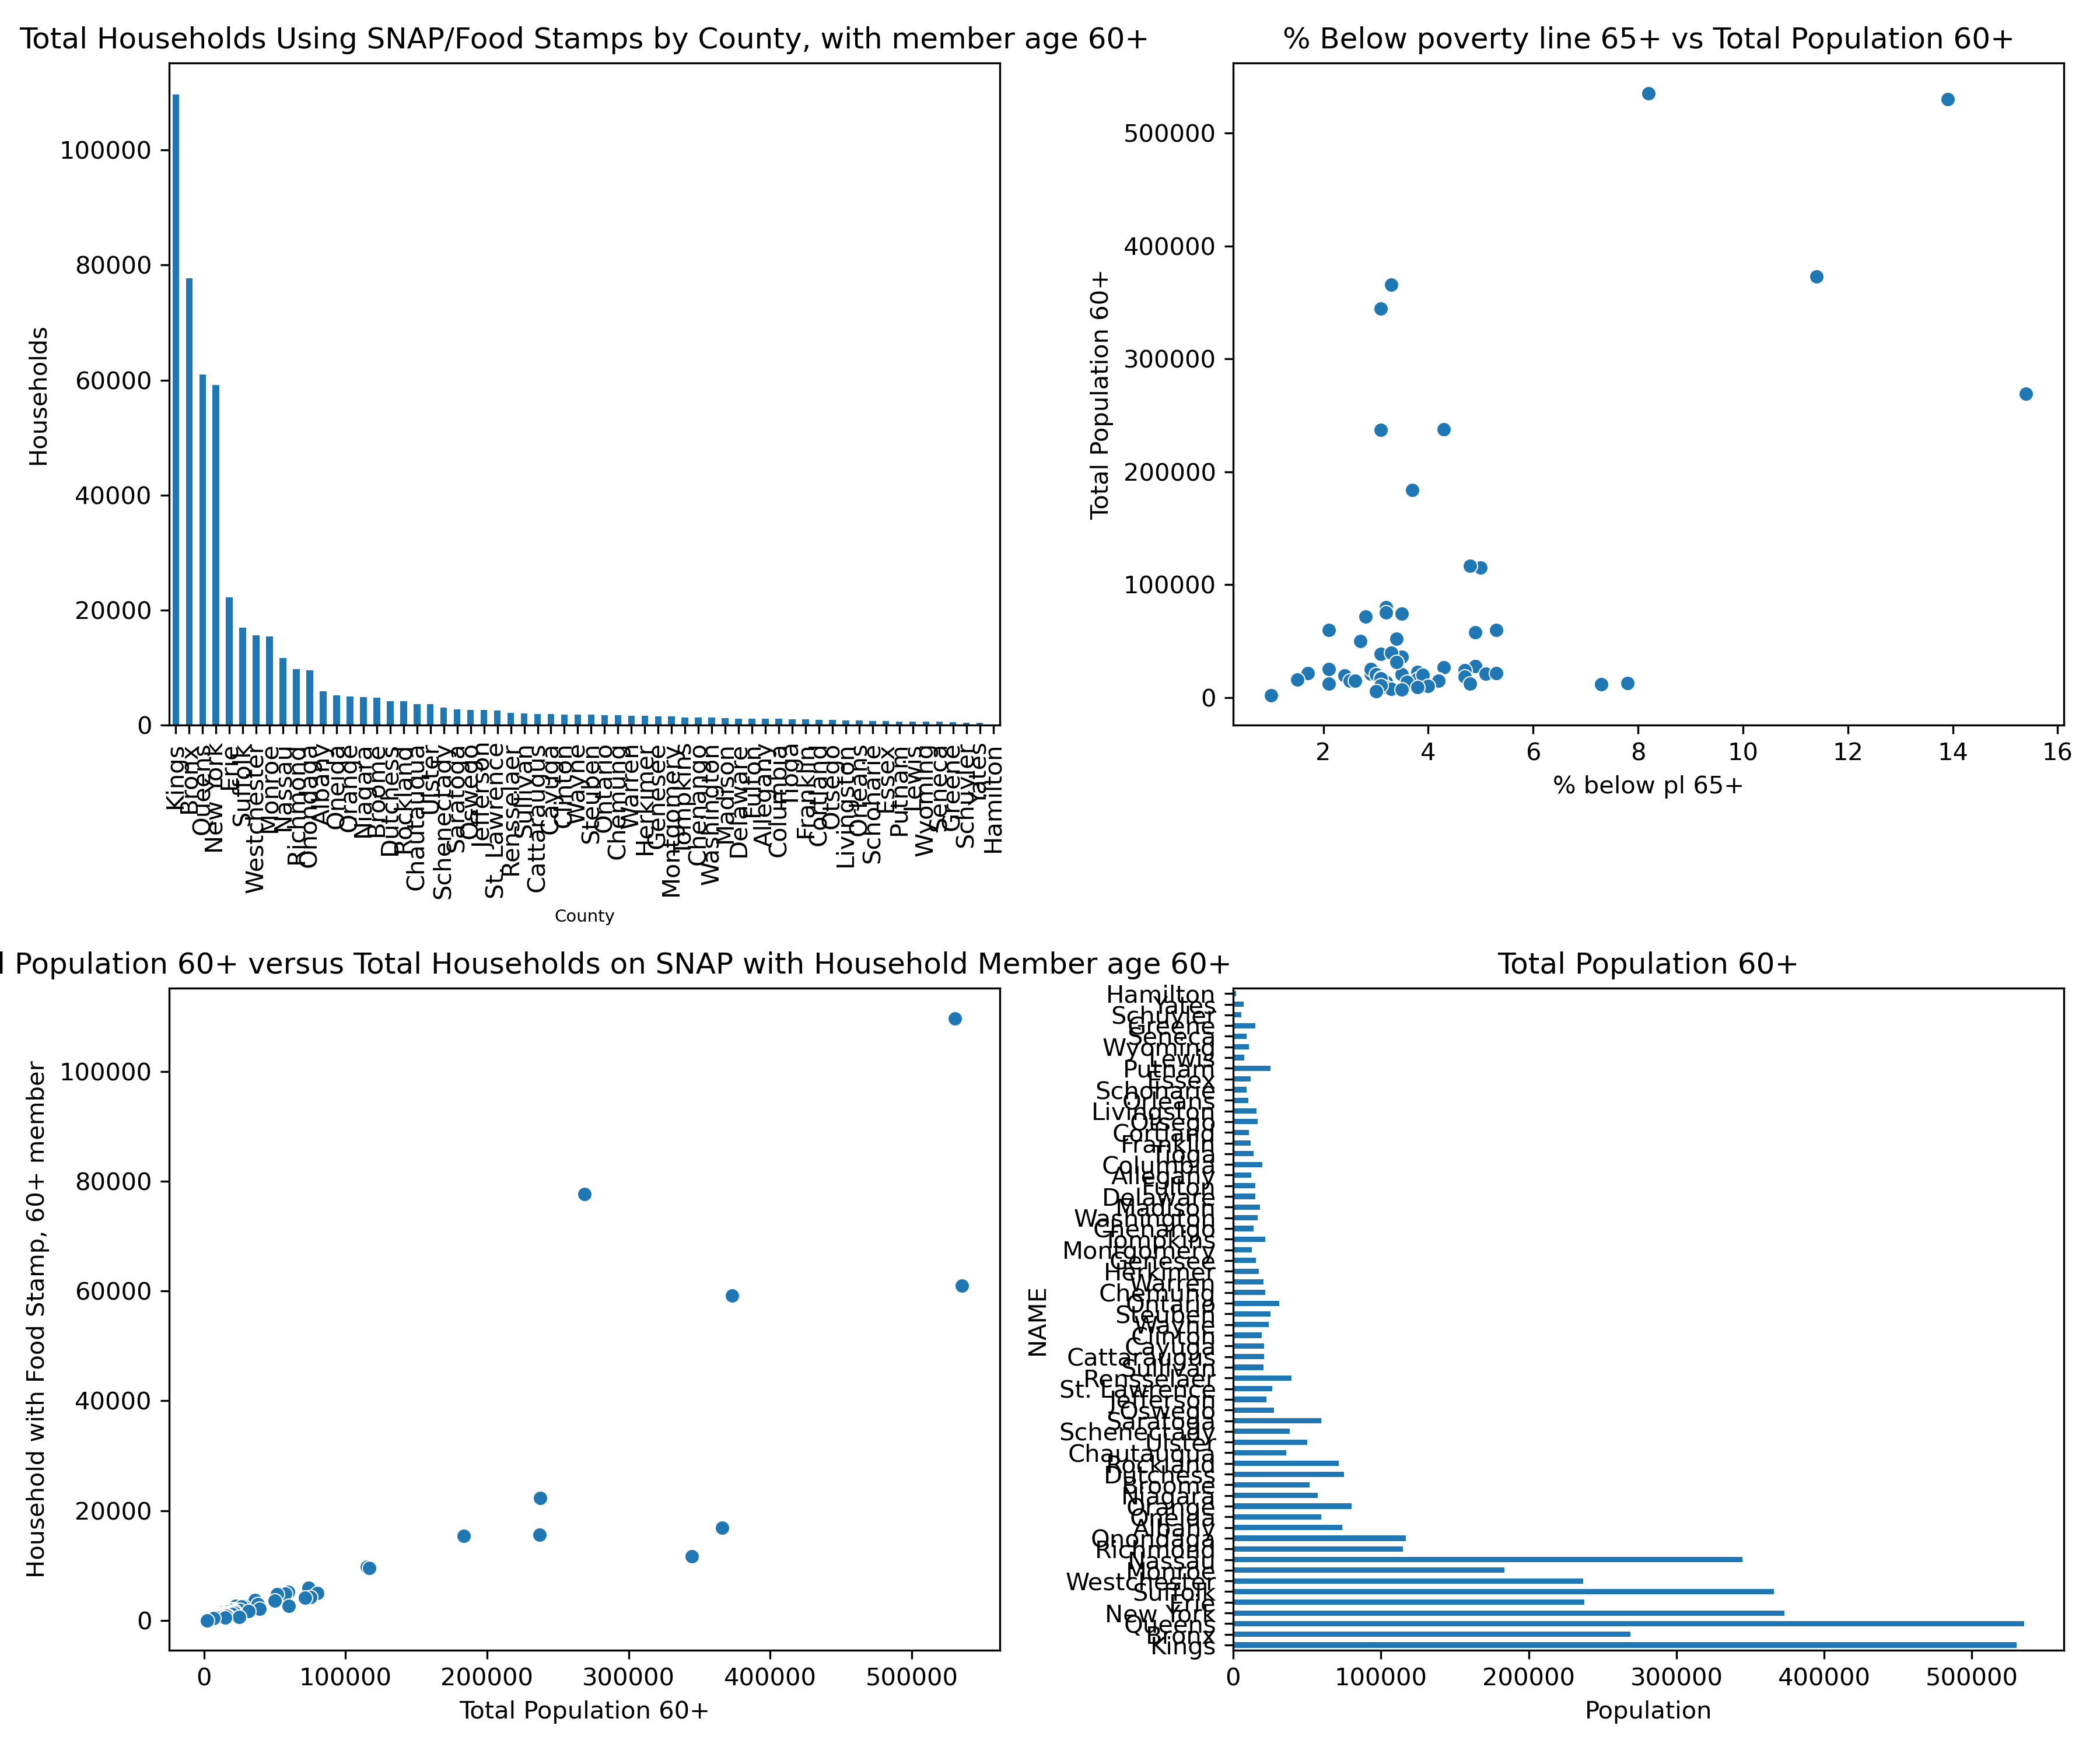 Total Households Using SNAP/Food Stamps by County, with member age 60+
Households
100000
80000
60000
40000
20000
0
Kings
Bronx
Queens
New York
Erie
Suffolk
Westchester
Monroe
Nassau
Richmond
Onondaga
Albany
Oneida
Orange
Niagara
Broome
Dutchess
Rockland
Chautauqua
Ulster
Schenectady
Saratoga
Oswego
Jefferson
St. Lawrence
Rensselaer
Sullivan
Cattaraugus
Cayuga
Clinton
Wayne
Steuben
Ontario
Chemung
Warren
Herkimer
Genesee
Montgomery
Tompkins
Chenango
Washington
Madison
Delaware
Fulton
Allegany
Columbia
Tioga
Franklin
Cortland
Otsego
Livingston
Orleans
Schoharie
Essex
Putnam
Lewis
Wyoming
Seneca
Greene
Schuyler
Yates
Hamilton
County
% Below poverty line 65+ vs Total Population 60+
Total Population 60+
500000
400000
300000
200000
100000
0
2 4 6 8 10 12 14 16
% below pl 65+
l Population 60+ versus Total Households on SNAP with Household Member age 60+
Household with Food Stamp, 60+ member
100000
80000
60000
40000
20000
0
0 100000 200000 300000 400000 500000
Total Population 60+
Total Population 60+
NAME
Hamilton
Yates
Schuyler
Greene
Seneca
Wyoming
Lewis
Putnam
Essex
Schoharie
Orleans
Livingston
Otsego
Cortland
Franklin
Tioga
Columbia
Allegany
Fulton
Delaware
Madison
Washington
Chenango
Tompkins
Montgomery
Genesee
Herkimer
Warren
Chemung
Ontario
Steuben
Wayne
Clinton
Cayuga
Cattaraugus
Sullivan
Rensselaer
St. Lawrence
Jefferson
Oswego
Saratoga
Schenectady
Ulster
Chautauqua
Rockland
Dutchess
Broome
Niagara
Orange
Oneida
Albany
Onondaga
Richmond
Nassau
Monroe
Westchester
Suffolk
Erie
New York
Queens
Bronx
Kings
0 100000 200000 300000 400000 500000
Population